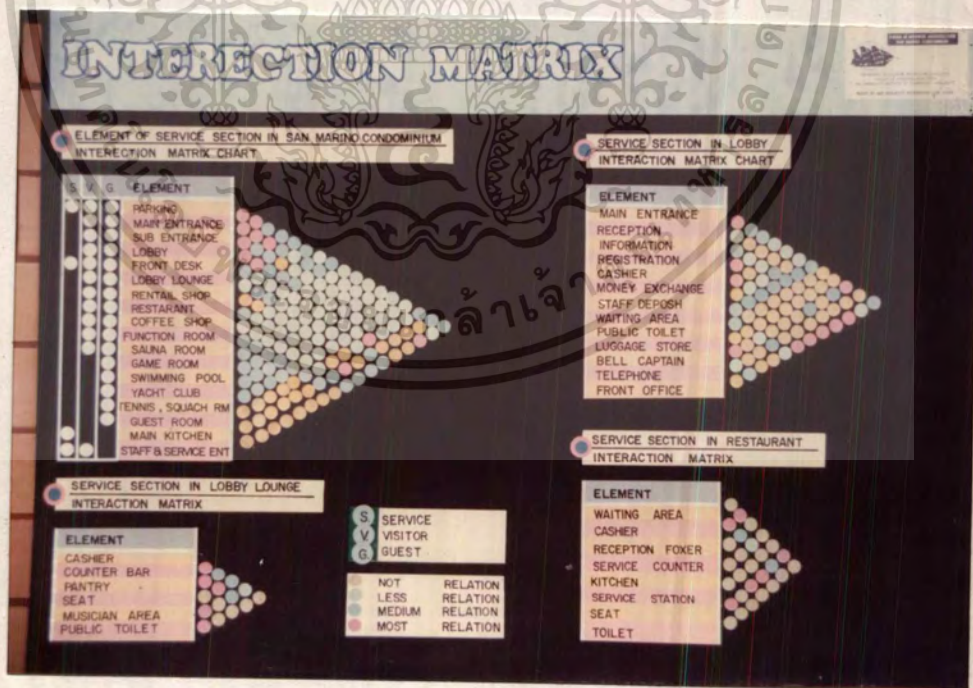 INTERECTION MATRIX
ELEMENT OF SERVICE SECTION IN SAN MARINO CONDOMINIUM
INTERECTION MATRIX CHART
S. V. G. ELEMENT
PARKING
MAIN ENTRANCE
SUB ENTRANCE
LOBBY
FRONT DESK
LOBBY LOUNGE
RENTAIL SHOP
RESTARANT
COFFEE SHOP
FUNCTION ROOM
SAUNA ROOM
GAME ROOM
SWIMMING POOL
YACHT CLUB
TENNIS, SQUACH RM
GUEST ROOM
MAIN KITCHEN
STAFF & SERVICE ENT
SERVICE SECTION IN LOBBY
INTERACTION MATRIX CHART
ELEMENT
MAIN ENTRANCE
RECEPTION
INFORMATION
REGISTRATION
CASHIER
MONEY EXCHANGE
STAFF DEPOSH
WAITING AREA
PUBLIC TOILET
LUGGAGE STORE
BELL CAPTAIN
TELEPHONE
FRONT OFFICE
SERVICE SECTION IN LOBBY LOUNGE
INTERACTION MATRIX
ELEMENT
CASHIER
COUNTER BAR
PANTRY
SEAT
MUSICIAN AREA
PUBLIC TOILET
S SERVICE
V VISITOR
G GUEST
NOT RELATION
LESS RELATION
MEDIUM RELATION
MOST RELATION
SERVICE SECTION IN RESTAURANT
INTERACTION MATRIX
ELEMENT
WAITING AREA
CASHIER
RECEPTION FOXER
SERVICE COUNTER
KITCHEN
SERVICE STATION
SEAT
TOILET